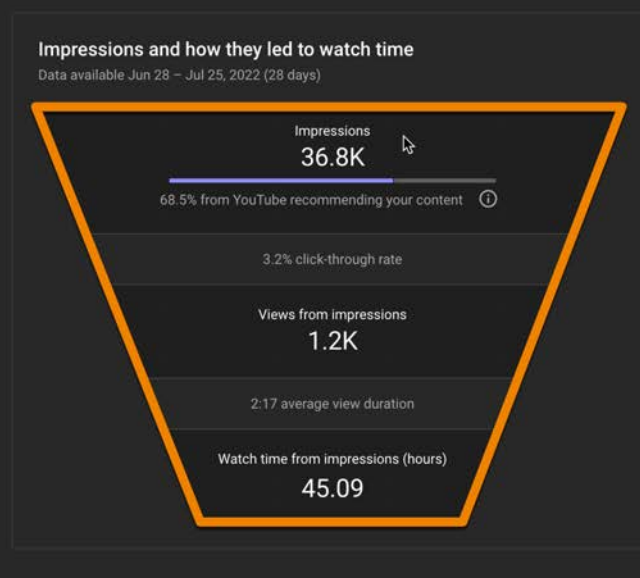 Impressions and how they led to watch time
Data available Jun 28 – Jul 25, 2022 (28 days)
Impressions
36.8K
68.5% from YouTube recommending your content
3.2% click-through rate
Views from impressions
1.2K
2:17 average view duration
Watch time from impressions (hours)
45.09